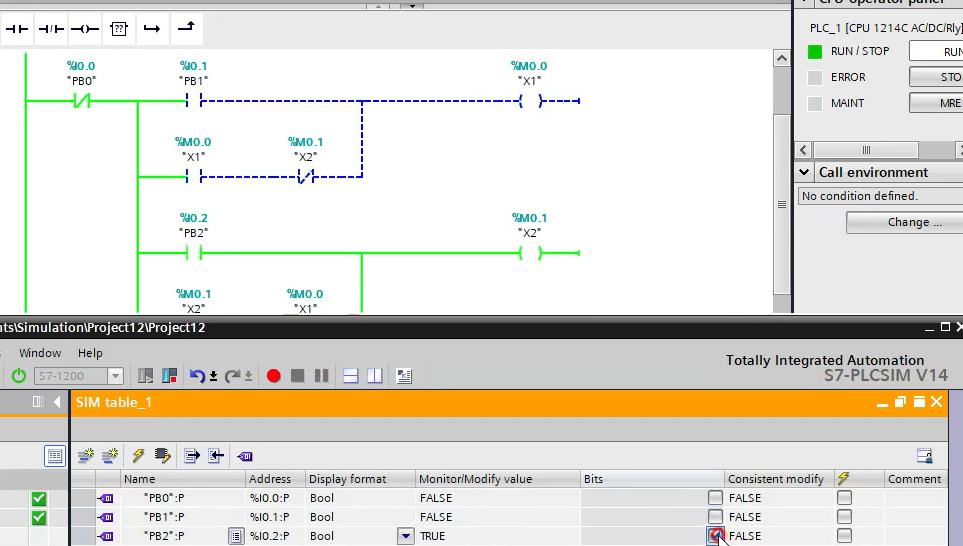 CPU operator panel
PLC_1 [CPU 1214C AC/DC/Rly]
RUN / STOP
RUN
ERROR
STO
MAINT
MRE
??
%I0.0
"PB0"
%I0.1
"PB1"
%M0.0
"X1"
%M0.0
"X1"
%M0.1
"X2"
%I0.2
"PB2"
%M0.1
"X2"
%M0.1
"X2"
%M0.0
"X1"
Call environment
No condition defined.
Change ...
nts\Simulation\Project12\Project12
Window Help
Totally Integrated Automation
S7-PLCSIM V14
S7-1200
SIM table_1
Name Address Display format Monitor/Modify value Bits Consistent modify Comment
"PB0":P %I0.0:P Bool FALSE FALSE
"PB1":P %I0.1:P Bool FALSE FALSE
"PB2":P %I0.2:P Bool TRUE FALSE